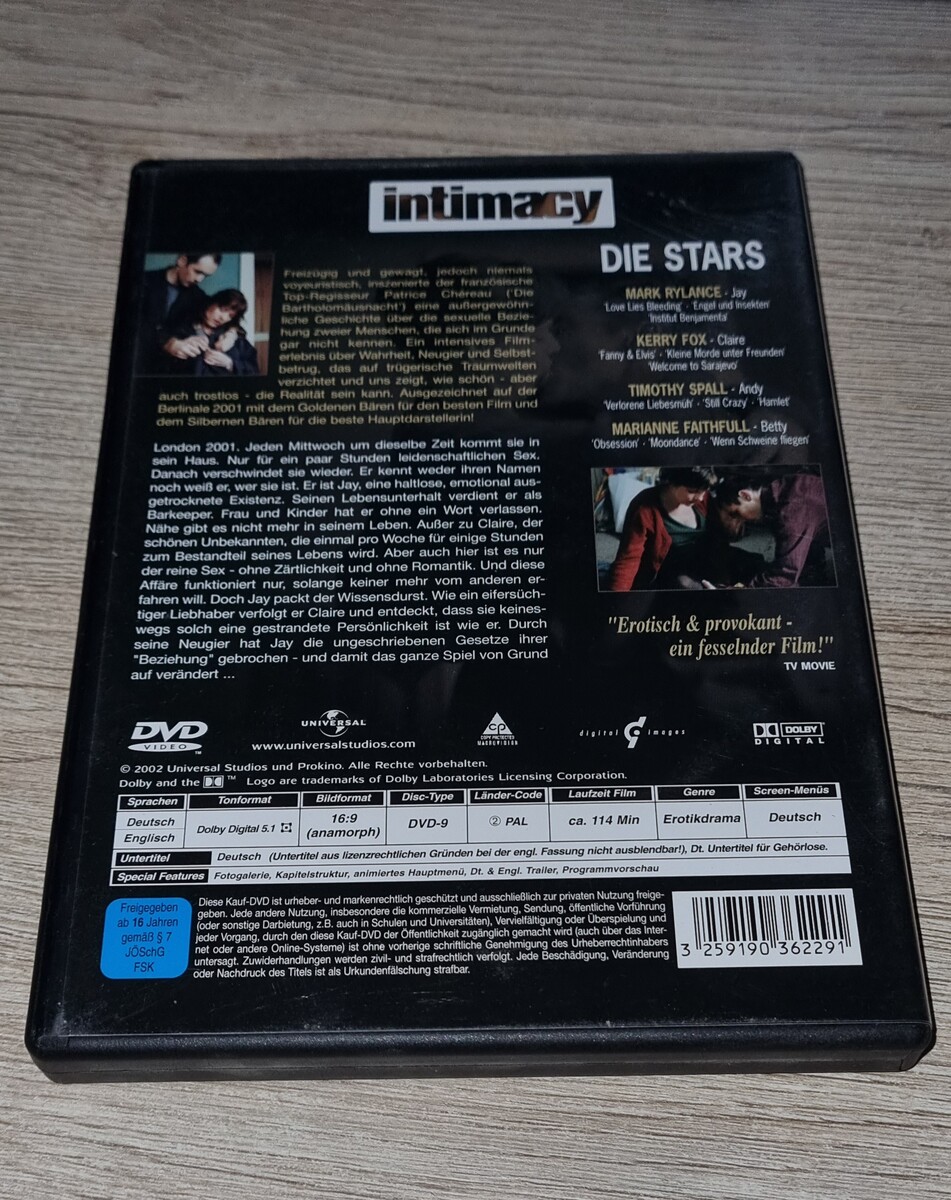 intimacy
Freizügig und gewagt, jedoch niemals
voyeuristisch, inszenierte der französische
Top-Regisseur Patrice Chéreau ('Die
Bartholomäusnacht') eine außergewöhn-
liche Geschichte über die sexuelle Bezie-
hung zweier Menschen, die sich im Grunde
gar nicht kennen. Ein intensives Film-
erlebnis über Wahrheit, Neugier und Selbst-
betrug, das auf trügerische Traumwelten
verzichtet und uns zeigt, wie schön - aber
auch trostlos - die Realität sein kann. Ausgezeichnet auf der
Berlinale 2001 mit dem Goldenen Bären für den besten Film und
dem Silbernen Bären für die beste Hauptdarstellerin!
London 2001. Jeden Mittwoch um dieselbe Zeit kommt sie in
sein Haus. Nur für ein paar Stunden leidenschaftlichen Sex.
Danach verschwindet sie wieder. Er kennt weder ihren Namen
noch weiß er, wer sie ist. Er ist Jay, eine haltlose, emotional aus-
getrocknete Existenz. Seinen Lebensunterhalt verdient er als
Barkeeper. Frau und Kinder hat er ohne ein Wort verlassen.
Nähe gibt es nicht mehr in seinem Leben. Außer zu Claire, der
schönen Unbekannten, die einmal pro Woche für einige Stunden
zum Bestandteil seines Lebens wird. Aber auch hier ist es nur
der reine Sex - ohne Zärtlichkeit und ohne Romantik. Und diese
Affäre funktioniert nur, solange keiner mehr vom anderen er-
fahren will. Doch Jay packt der Wissensdurst. Wie ein eifersüch-
tiger Liebhaber verfolgt er Claire und entdeckt, dass sie keines-
wegs solch eine gestrandete Persönlichkeit ist wie er. Durch
seine Neugier hat Jay die ungeschriebenen Gesetze ihrer
"Beziehung" gebrochen - und damit das ganze Spiel von Grund
auf verändert ...
DIE STARS
MARK RYLANCE - Jay
'Love Lies Bleeding' · 'Engel und Insekten'
'Institut Benjamenta'
KERRY FOX - Claire
'Fanny & Elvis' · 'Kleine Morde unter Freunden'
'Welcome to Sarajevo'
TIMOTHY SPALL - Andy
'Verlorene Liebesmüh' · 'Still Crazy' · 'Hamlet'
MARIANNE FAITHFULL - Betty
'Obsession' · 'Moondance' · 'Wenn Schweine fliegen'
"Erotisch & provokant -
ein fesselnder Film!"
TV MOVIE
DVD VIDEO ™
UNIVERSAL
www.universalstudios.com
cp COPY PROTECTED MACROVISION
digital images
DOLBY DIGITAL
© 2002 Universal Studios und Prokino. Alle Rechte vorbehalten.
Dolby and the ™ Logo are trademarks of Dolby Laboratories Licensing Corporation.
Sprachen Tonformat Bildformat Disc-Type Länder-Code Laufzeit Film Genre Screen-Menüs
Deutsch
Englisch
Dolby Digital 5.1
16:9
(anamorph)
DVD-9
② PAL
ca. 114 Min
Erotikdrama
Deutsch
Untertitel Deutsch (Untertitel aus lizenzrechtlichen Gründen bei der engl. Fassung nicht ausblendbar!), Dt. Untertitel für Gehörlose.
Special Features Fotogalerie, Kapitelstruktur, animiertes Hauptmenü, Dt. & Engl. Trailer, Programmvorschau
Freigegeben
ab 16 Jahren
gemäß § 7
JÖSchG
FSK
Diese Kauf-DVD ist urheber- und markenrechtlich geschützt und ausschließlich zur privaten Nutzung freige-
geben. Jede andere Nutzung, insbesondere die kommerzielle Vermietung, Sendung, öffentliche Vorführung
(oder sonstige Darbietung, z.B. auch in Schulen und Universitäten), Vervielfältigung oder Überspielung und
jeder Vorgang, durch den diese Kauf-DVD der Öffentlichkeit zugänglich gemacht wird (auch über das Inter-
net oder andere Online-Systeme) ist ohne vorherige schriftliche Genehmigung des Urheberrechtinhabers
untersagt. Zuwiderhandlungen werden zivil- und strafrechtlich verfolgt. Jede Beschädigung, Veränderung
oder Nachdruck des Titels ist als Urkundenfälschung strafbar.
3 259190 362291